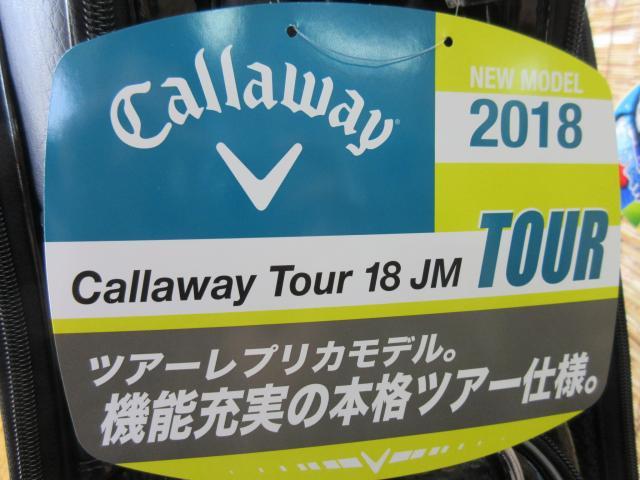 Callaway
NEW MODEL
2018
Callaway Tour 18 JM TOUR
ツアーレプリカモデル。
機能充実の本格ツアー仕様。